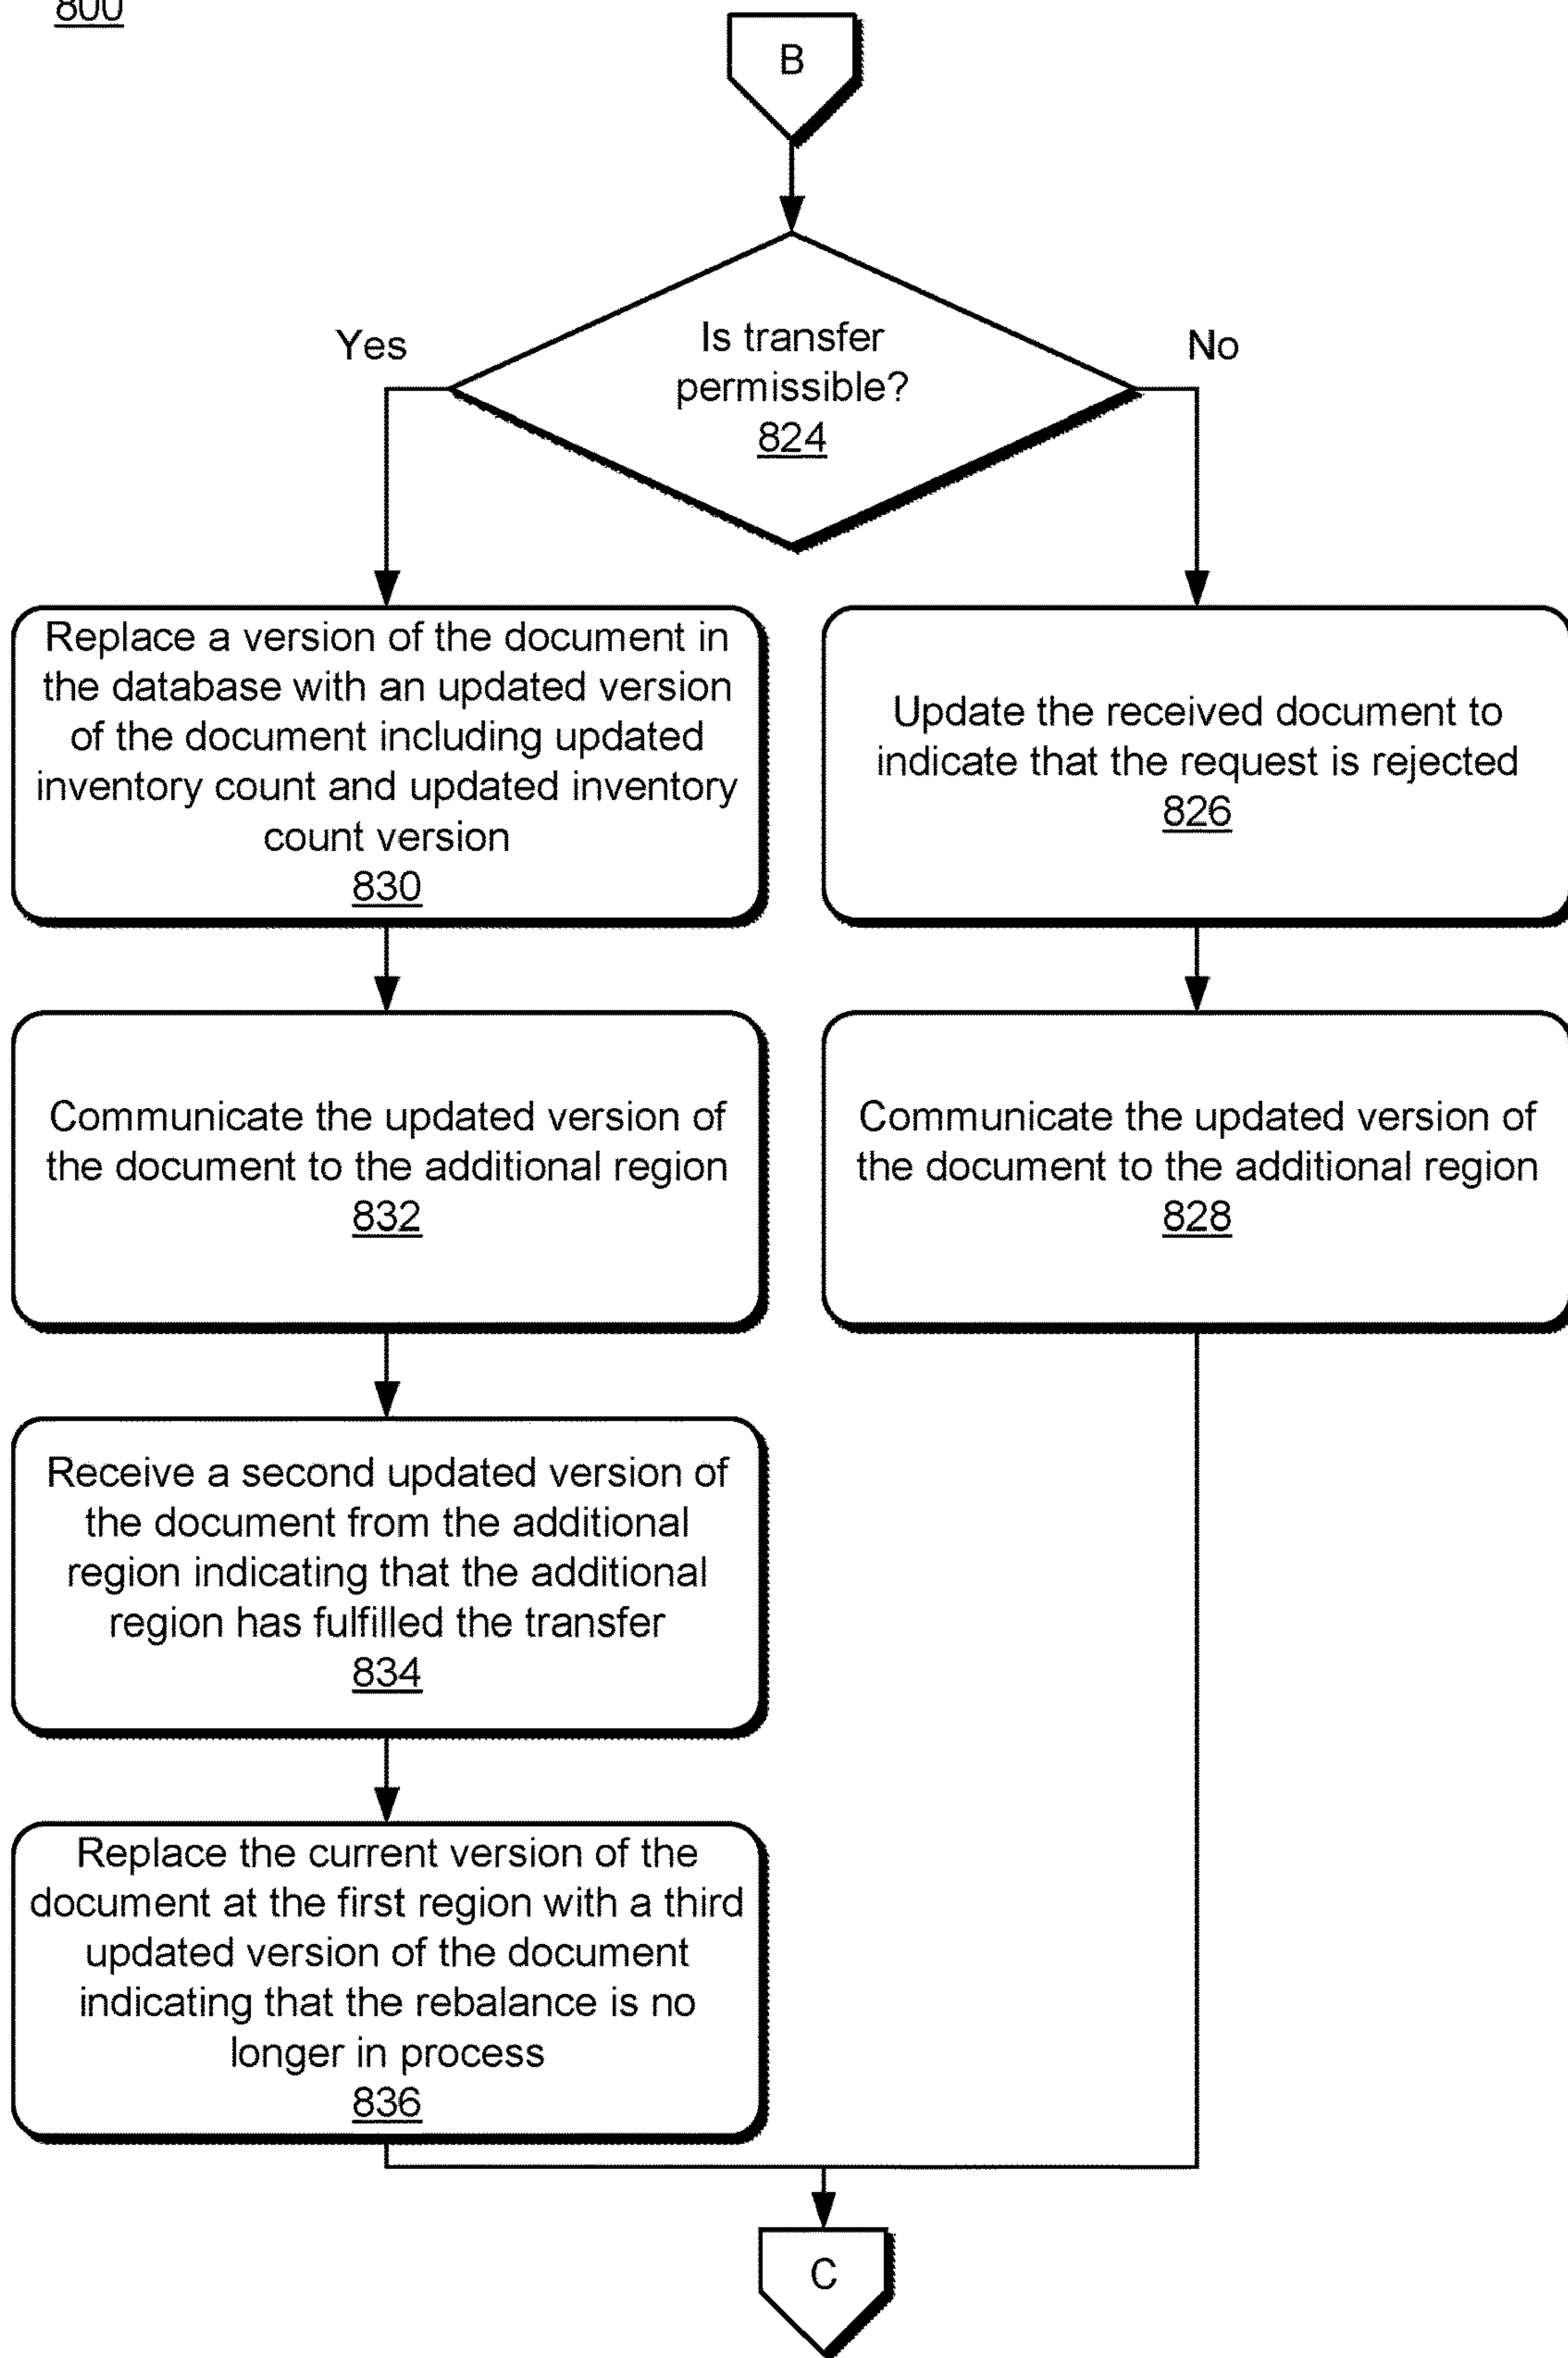 800
B
Is transfer
permissible?
824
Yes
No
Replace a version of the document in
the database with an updated version
of the document including updated
inventory count and updated inventory
count version
830
Update the received document to
indicate that the request is rejected
826
Communicate the updated version of
the document to the additional region
832
Communicate the updated version of
the document to the additional region
828
Receive a second updated version of
the document from the additional
region indicating that the additional
region has fulfilled the transfer
834
Replace the current version of the
document at the first region with a third
updated version of the document
indicating that the rebalance is no
longer in process
836
C